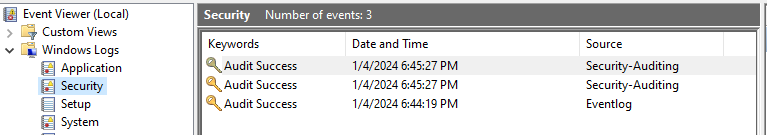 Event Viewer (Local)
Custom Views
Windows Logs
Application
Security
Setup
System
Security Number of events: 3
Keywords Date and Time Source
Audit Success 1/4/2024 6:45:27 PM Security-Auditing
Audit Success 1/4/2024 6:45:27 PM Security-Auditing
Audit Success 1/4/2024 6:44:19 PM Eventlog